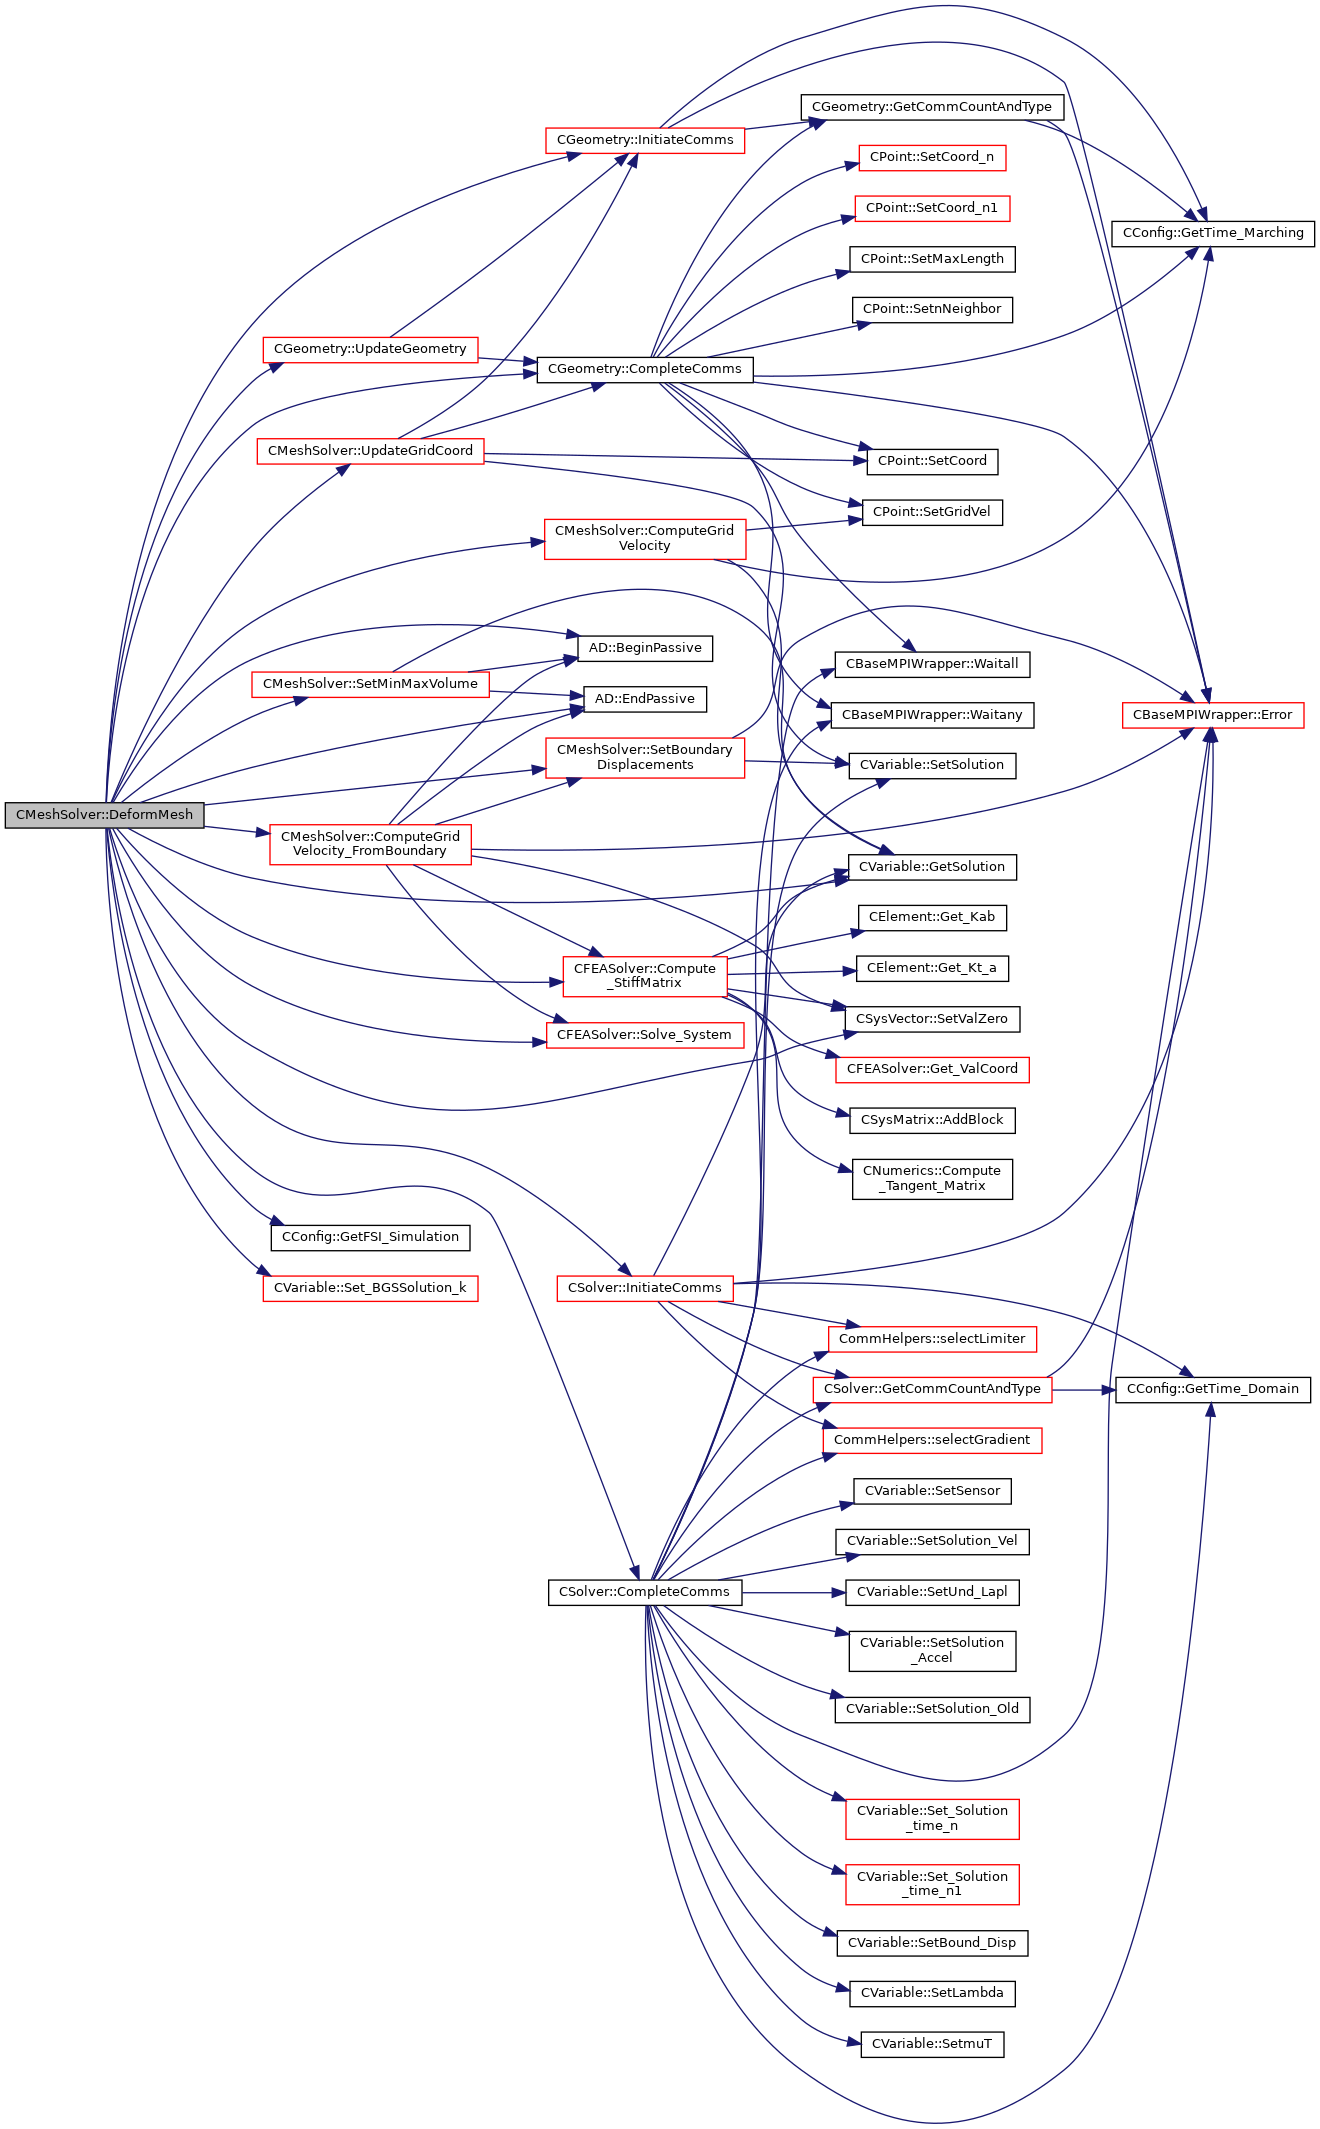 CGeometry::GetCommCountAndType
CGeometry::InitiateComms
CPoint::SetCoord_n
CPoint::SetCoord_n1
CConfig::GetTime_Marching
CPoint::SetMaxLength
CPoint::SetnNeighbor
CGeometry::UpdateGeometry
CGeometry::CompleteComms
CMeshSolver::UpdateGridCoord
CPoint::SetCoord
CPoint::SetGridVel
CMeshSolver::ComputeGrid
Velocity
AD::BeginPassive
CBaseMPIWrapper::Waitall
CMeshSolver::SetMinMaxVolume
AD::EndPassive
CBaseMPIWrapper::Waitany
CBaseMPIWrapper::Error
CMeshSolver::SetBoundary
Displacements
CVariable::SetSolution
CMeshSolver::DeformMesh
CMeshSolver::ComputeGrid
Velocity_FromBoundary
CVariable::GetSolution
CElement::Get_Kab
CFEASolver::Compute
_StiffMatrix
CElement::Get_Kt_a
CSysVector::SetValZero
CFEASolver::Solve_System
CFEASolver::Get_ValCoord
CSysMatrix::AddBlock
CNumerics::Compute
_Tangent_Matrix
CConfig::GetFSI_Simulation
CVariable::Set_BGSSolution_k
CSolver::InitiateComms
CommHelpers::selectLimiter
CSolver::GetCommCountAndType
CConfig::GetTime_Domain
CommHelpers::selectGradient
CVariable::SetSensor
CVariable::SetSolution_Vel
CSolver::CompleteComms
CVariable::SetUnd_Lapl
CVariable::SetSolution
_Accel
CVariable::SetSolution_Old
CVariable::Set_Solution
_time_n
CVariable::Set_Solution
_time_n1
CVariable::SetBound_Disp
CVariable::SetLambda
CVariable::SetmuT